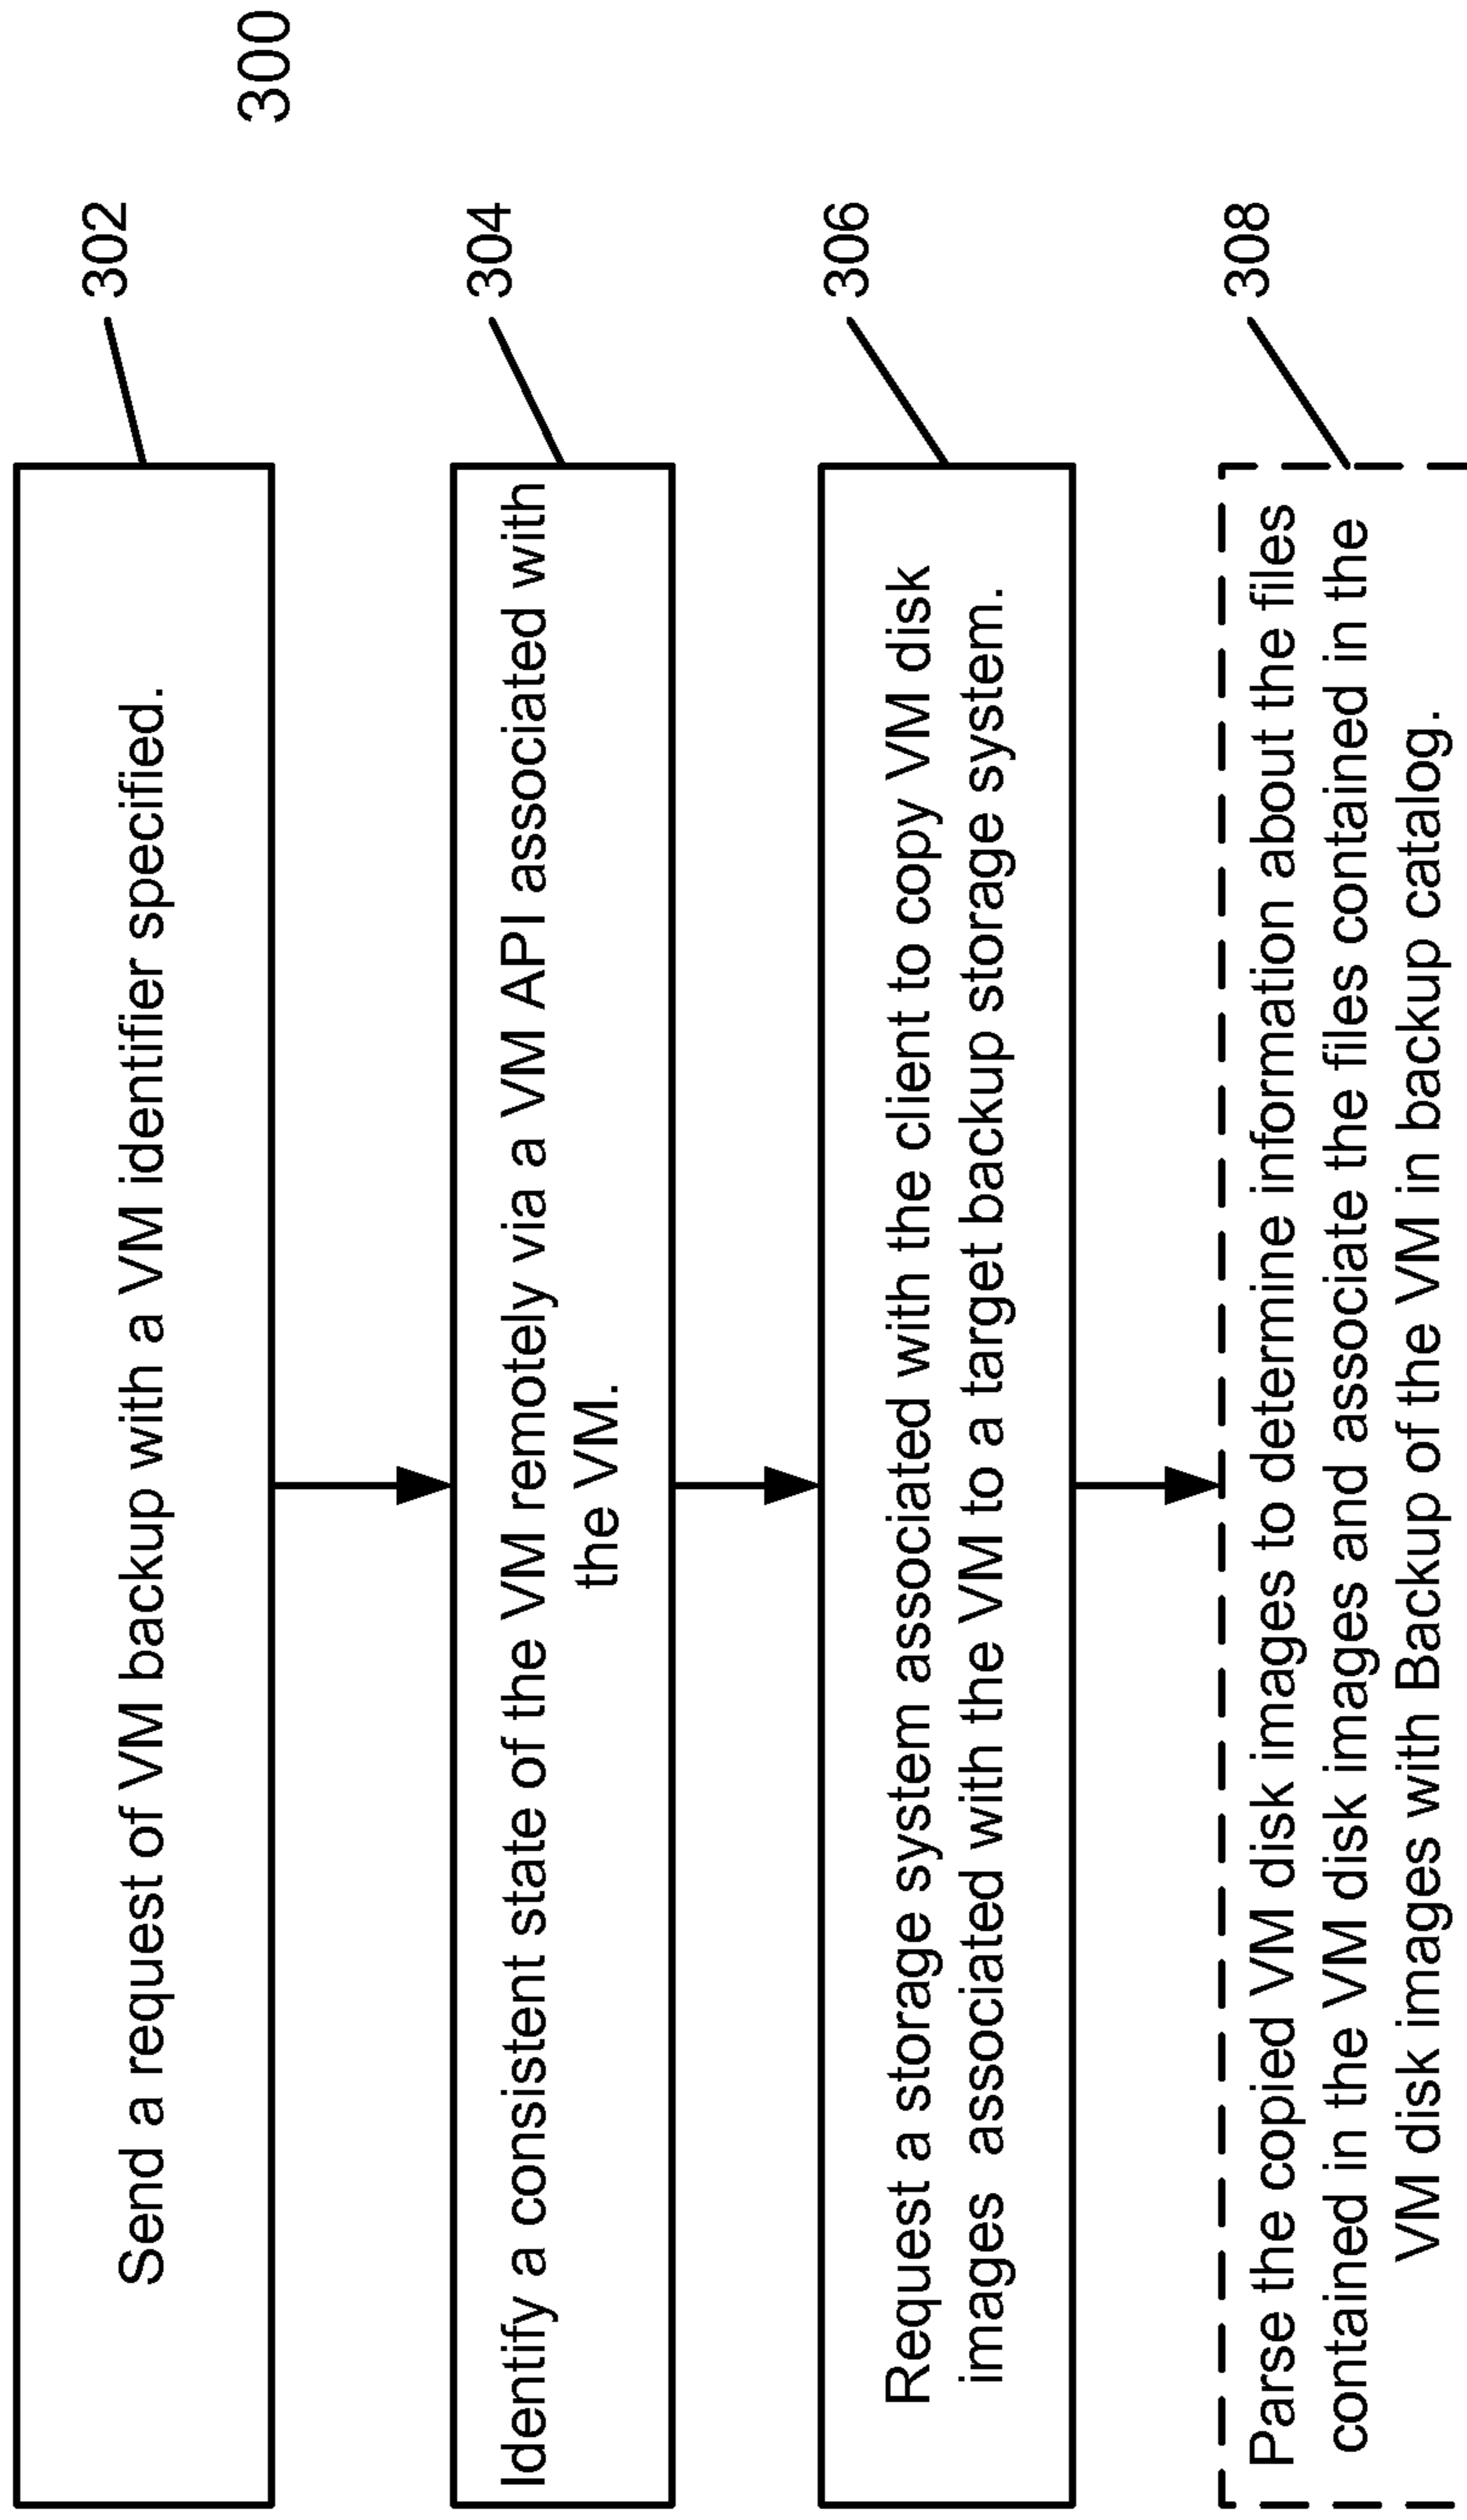 300
302
Send a request of VM backup with a VM identifier specified.
304
Identify a consistent state of the VM remotely via a VM API associated with
the VM.
306
Request a storage system associated with the client to copy VM disk
images associated with the VM to a target backup storage system.
308
Parse the copied VM disk images to determine information about the files
contained in the VM disk images and associate the files contained in the
VM disk images with Backup of the VM in backup catalog.